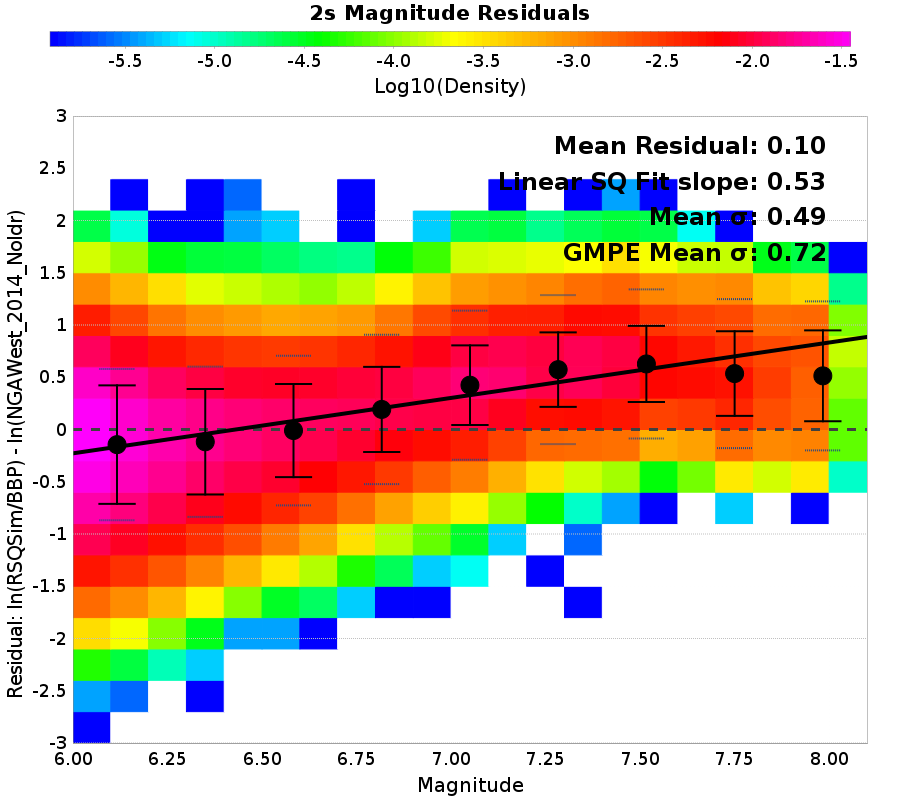 2s Magnitude Residuals
-5.5 -5.0 -4.5 -4.0 -3.5 -3.0 -2.5 -2.0 -1.5
Log10(Density)
Mean Residual: 0.10
Linear SQ Fit slope: 0.53
Mean σ: 0.49
GMPE Mean σ: 0.72
Residual: ln(RSQSim/BBP) - ln(NGAWest_2014_NoIdr)
3
2.5
2
1.5
1
0.5
0
-0.5
-1
-1.5
-2
-2.5
-3
6.00 6.25 6.50 6.75 7.00 7.25 7.50 7.75 8.00
Magnitude